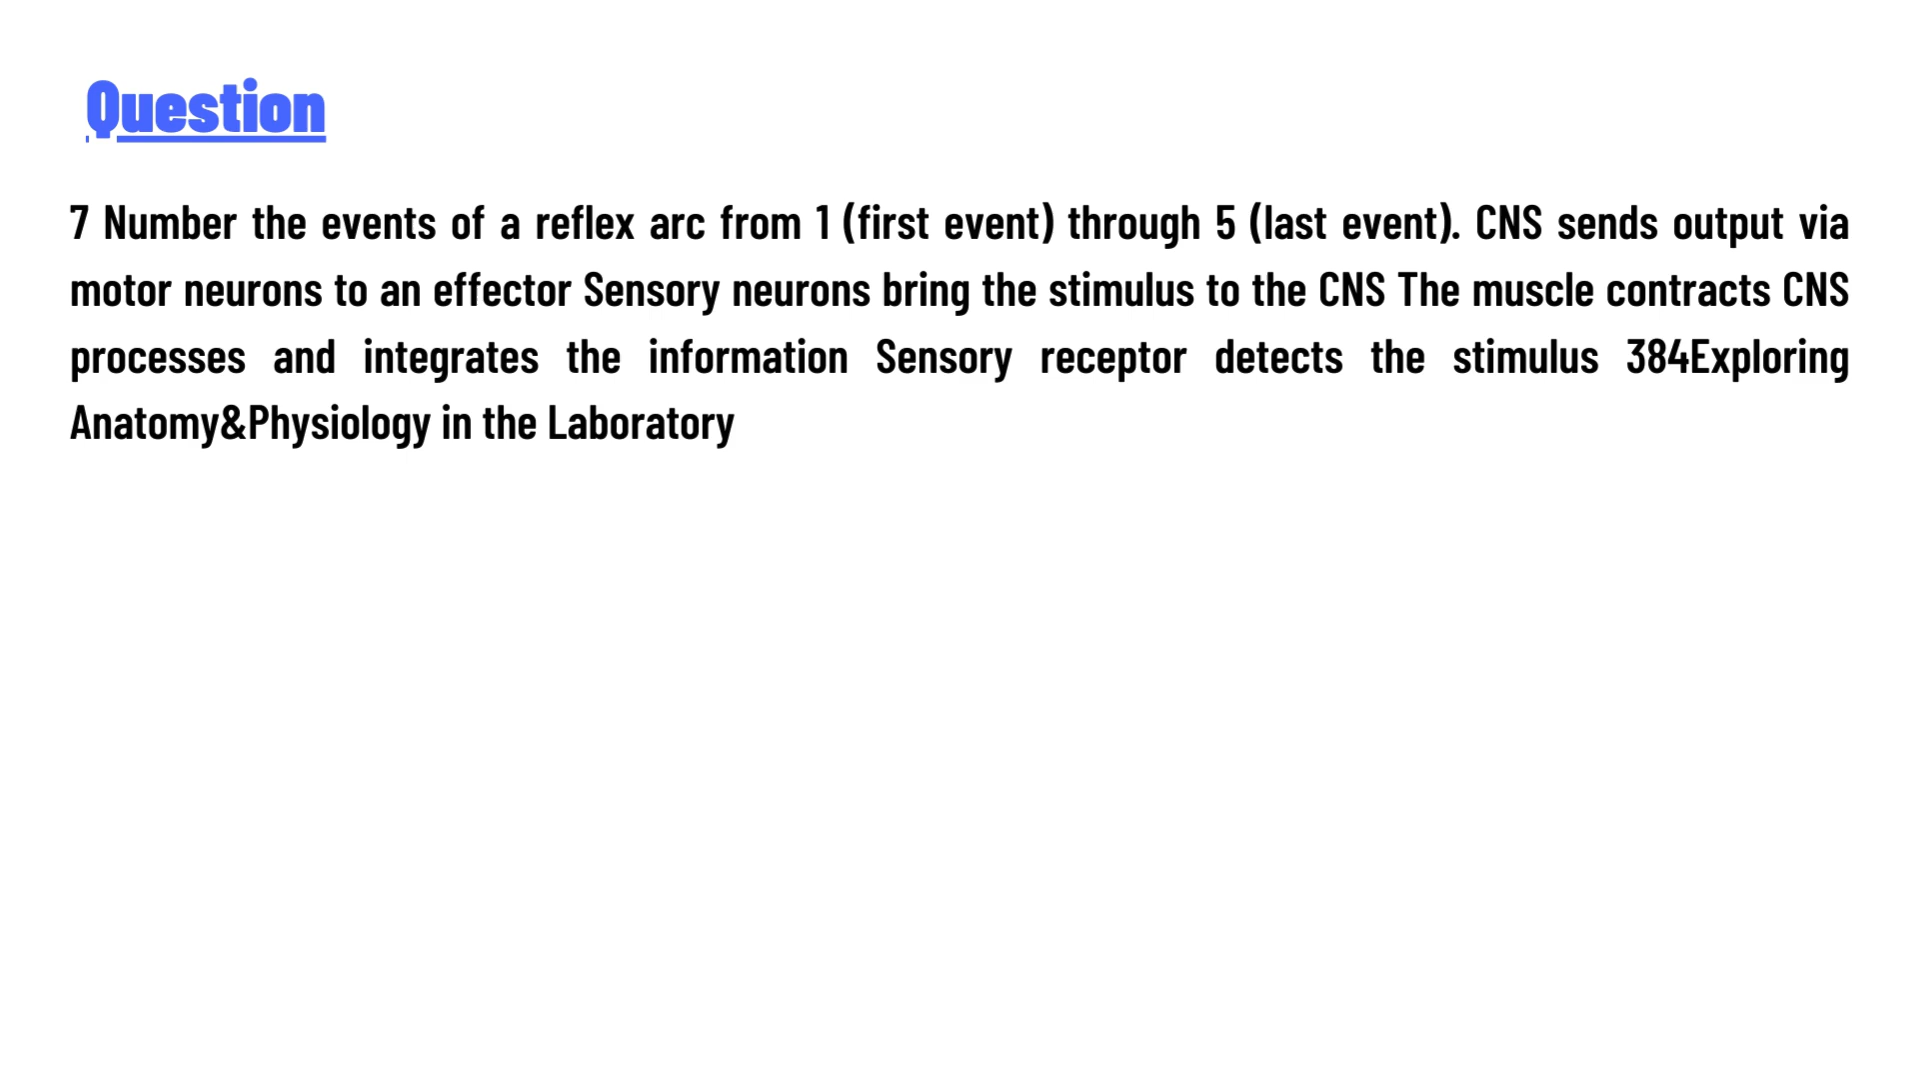 Question
7 Number the events of a reflex arc from 1 (first event) through 5 (last event). CNS sends output via
motor neurons to an effector Sensory neurons bring the stimulus to the CNS The muscle contracts CNS
processes and integrates the information Sensory receptor detects the stimulus 384Exploring
Anatomy&Physiology in the Laboratory